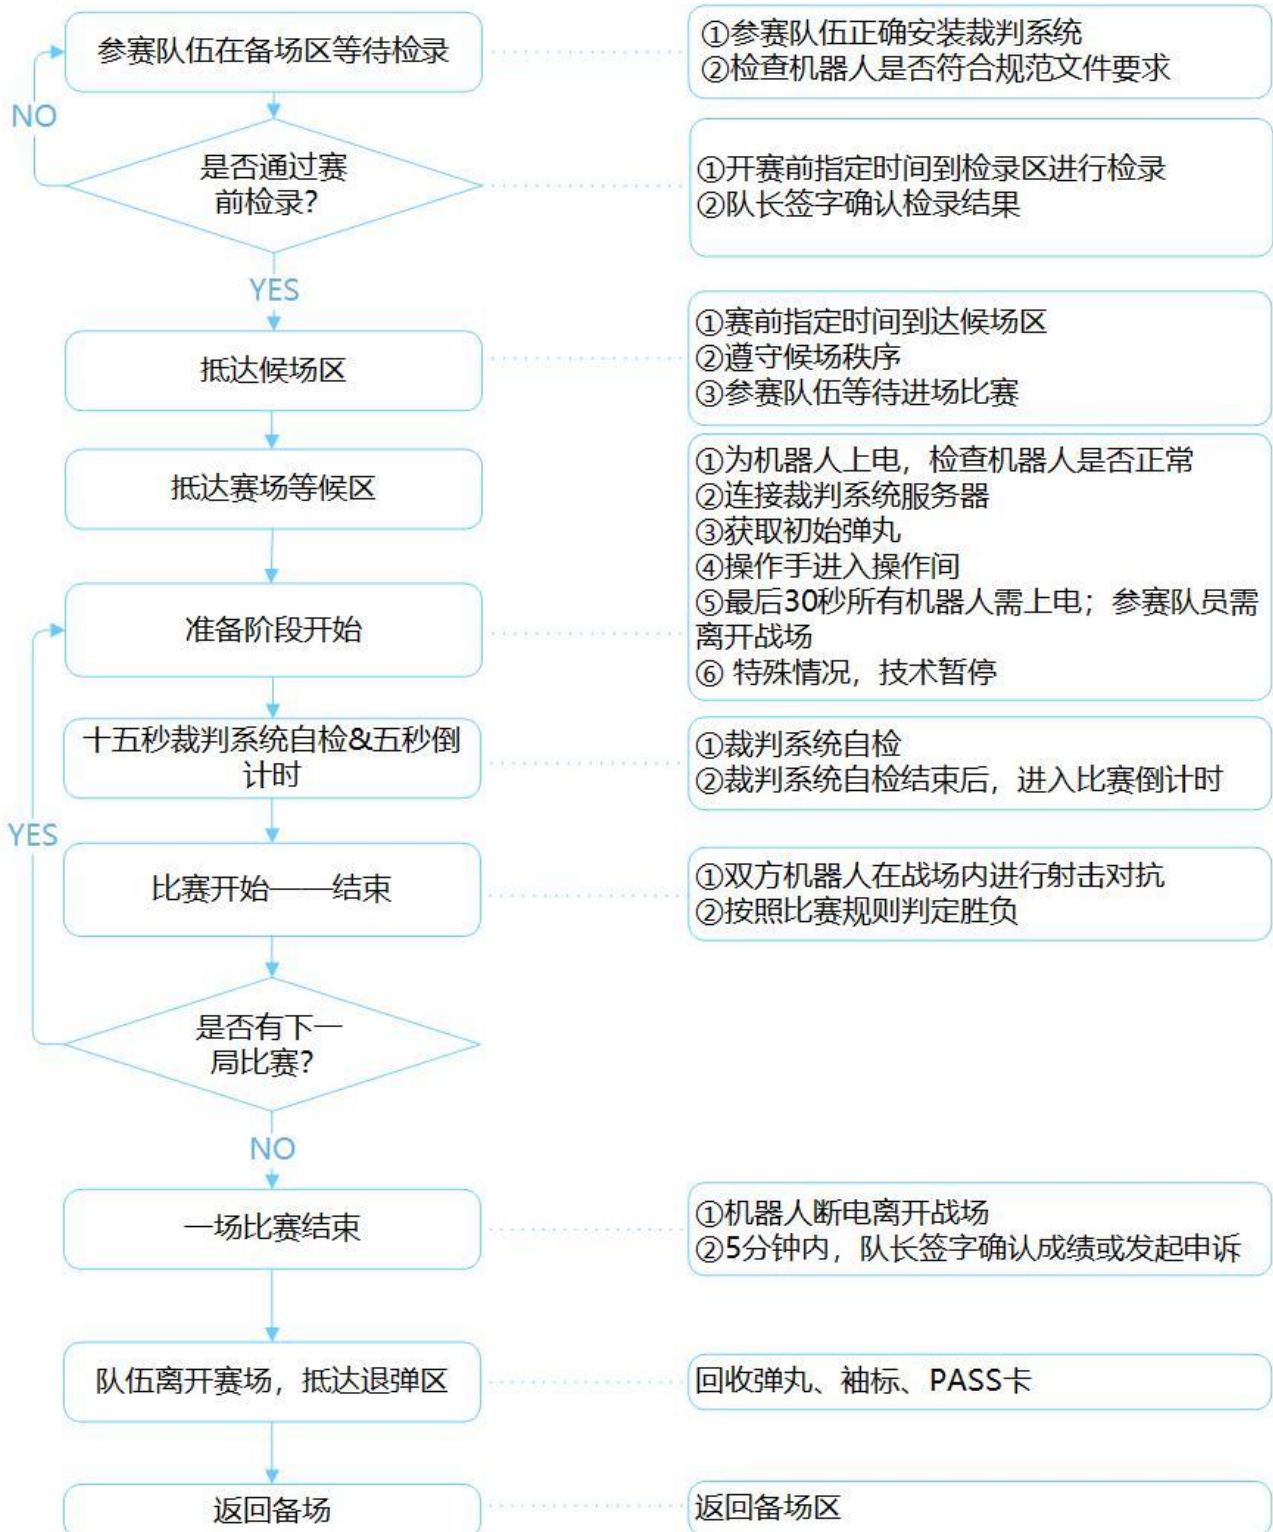 参赛队伍在备场区等待检录
①参赛队伍正确安装裁判系统
②检查机器人是否符合规范文件要求
NO
是否通过赛
前检录?
①开赛前指定时间到检录区进行检录
②队长签字确认检录结果
YES
抵达候场区
①赛前指定时间到达候场区
②遵守候场秩序
③参赛队伍等待进场比赛
抵达赛场等候区
准备阶段开始
①为机器人上电，检查机器人是否正常
②连接裁判系统服务器
③获取初始弹丸
④操作手进入操作间
⑤最后30秒所有机器人需上电；参赛队员需
离开战场
⑥ 特殊情况，技术暂停
十五秒裁判系统自检&五秒倒
计时
①裁判系统自检
②裁判系统自检结束后，进入比赛倒计时
YES
比赛开始——结束
①双方机器人在战场内进行射击对抗
②按照比赛规则判定胜负
是否有下一
局比赛?
NO
一场比赛结束
①机器人断电离开战场
②5分钟内，队长签字确认成绩或发起申诉
队伍离开赛场，抵达退弹区
回收弹丸、袖标、PASS卡
返回备场
返回备场区